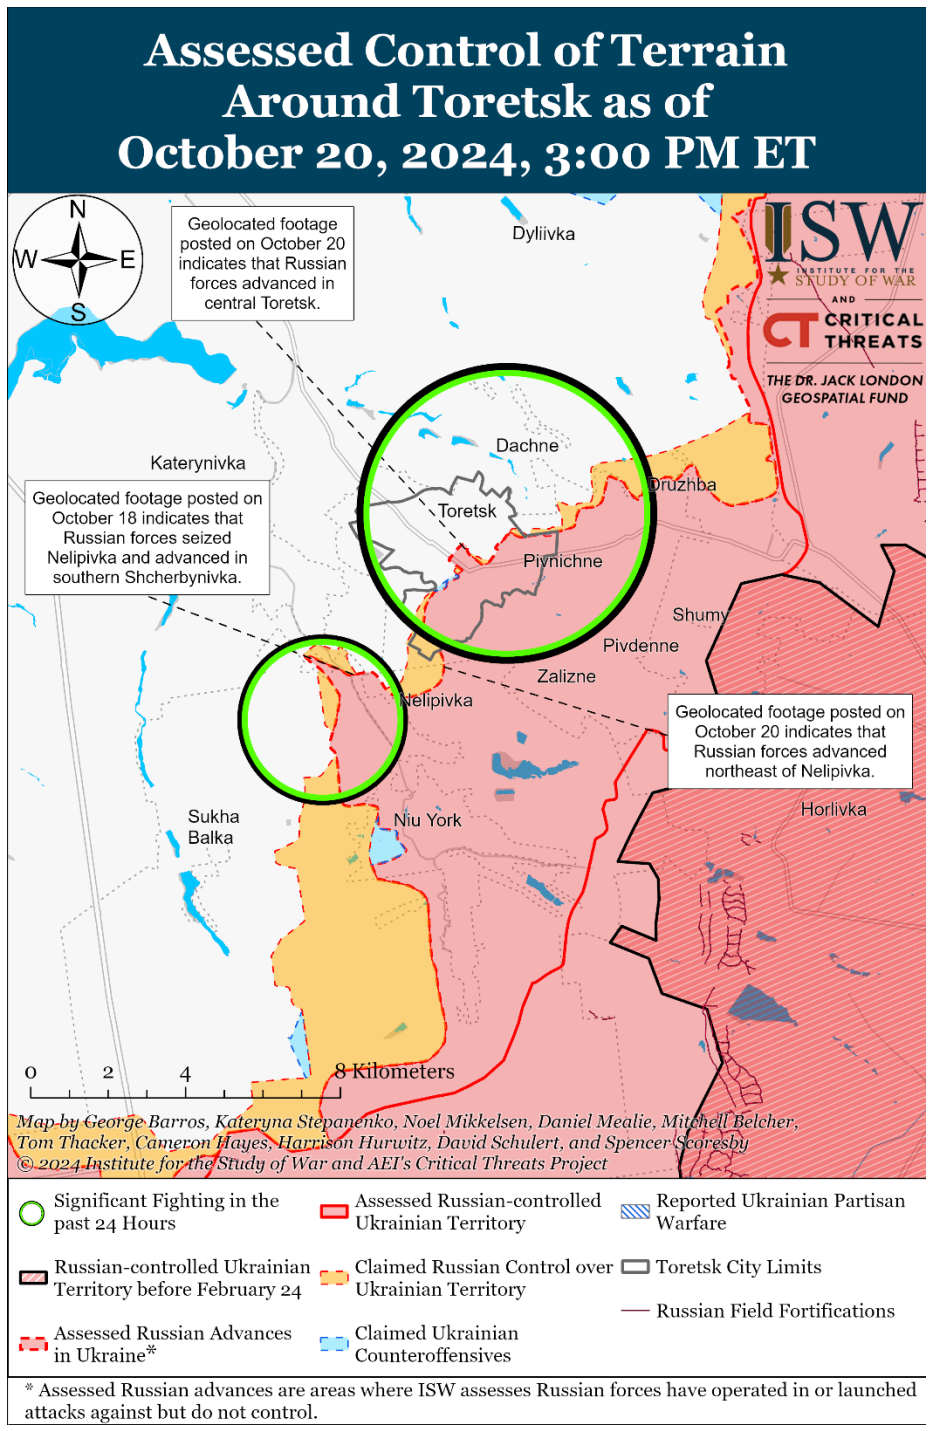 Assessed Control of Terrain
Around Toretsk as of
October 20, 2024, 3:00 PM ET
N
W
E
S
Geolocated footage
posted on October 20
indicates that Russian
forces advanced in
central Toretsk.
Dyliivka
ISW
INSTITUTE FOR THE
STUDY OF WAR
AND
CT CRITICAL
THREATS
THE DR. JACK LONDON
GEOSPATIAL FUND
Dachne
Katerynivka
Druzhba
Geolocated footage posted on
October 18 indicates that
Russian forces seized
Nelipivka and advanced in
southern Shcherbynivka.
Toretsk
Pivnichne
Shumy
Pivdenne
Zalizne
Nelipivka
Geolocated footage posted on
October 20 indicates that
Russian forces advanced
northeast of Nelipivka.
Horlivka
Sukha
Balka
Niu York
0 2 4 8 Kilometers
Map by George Barros, Kateryna Stepanenko, Noel Mikkelsen, Daniel Mealie, Mitchell Belcher,
Tom Thacker, Cameron Hayes, Harrison Hurwitz, David Schulert, and Spencer Scoresby
© 2024 Institute for the Study of War and AEI's Critical Threats Project
Significant Fighting in the
past 24 Hours
Russian-controlled Ukrainian
Territory before February 24
Assessed Russian Advances
in Ukraine*
Assessed Russian-controlled
Ukrainian Territory
Claimed Russian Control over
Ukrainian Territory
Claimed Ukrainian
Counteroffensives
Reported Ukrainian Partisan
Warfare
Toretsk City Limits
Russian Field Fortifications
* Assessed Russian advances are areas where ISW assesses Russian forces have operated in or launched
attacks against but do not control.